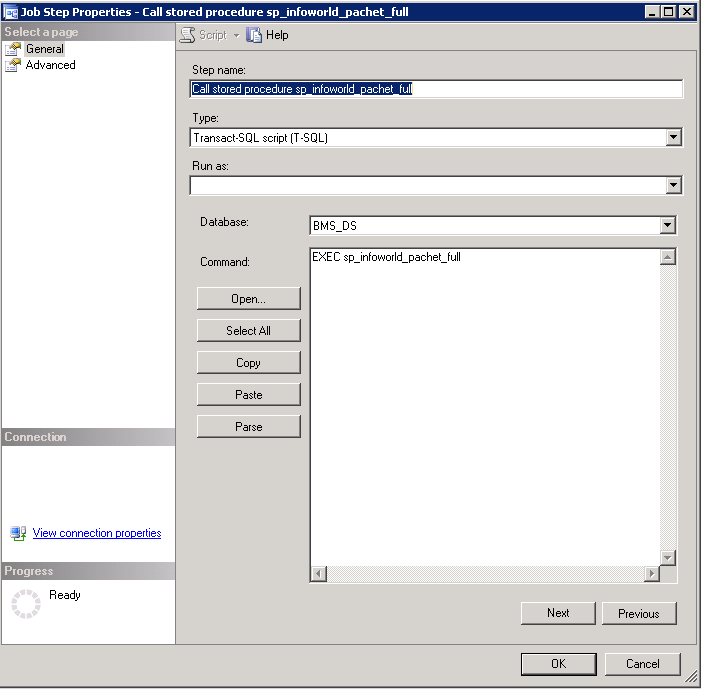 Job Step Properties - Call stored procedure sp_infoworld_pachet_full
Select a page
General
Advanced
Script
Help
Step name:
Call stored procedure sp_infoworld_pachet_full
Type:
Transact-SQL script (T-SQL)
Run as:
Database:
BMS_DS
Command:
EXEC sp_infoworld_pachet_full
Open...
Select All
Copy
Paste
Parse
Connection
View connection properties
Progress
Ready
Next
Previous
OK
Cancel